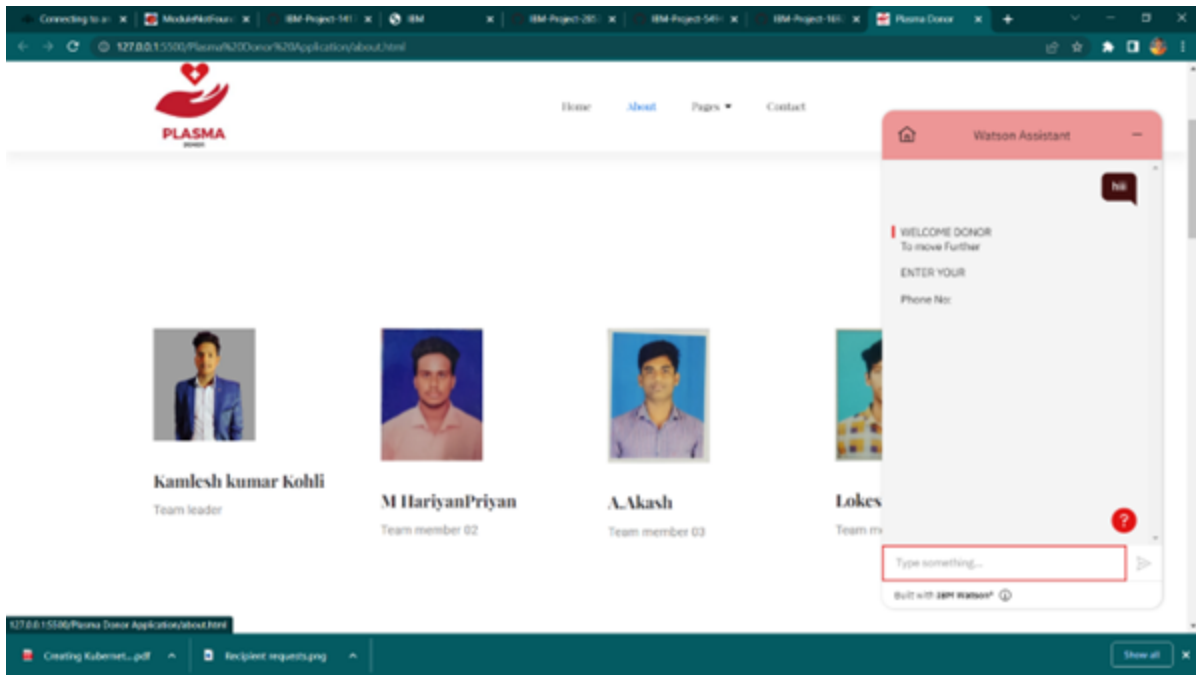 Connecting to an
ModuleNotFoun
IBM-Project-141
IBM
IBM-Project-285
IBM-Project-549
IBM-Project-16
Plasma Donor
127.0.0.1:5500/Plasma%20Donor%20Application/about.html
PLASMA
DONOR
Home
About
Pages
Contact
Watson Assistant
hiii
WELCOME DONOR
To move Further
ENTER YOUR
Phone No:
Kamlesh kumar Kohli
Team leader
M HariyanPriyan
Team member 02
A.Akash
Team member 03
Lokes
Team m
?
Type something...
Built with IBM Watson®
127.0.0.1:5500/Plasma Donor Application/about.html
Creating Kubernet....pdf
Recipient requests.png
Show all